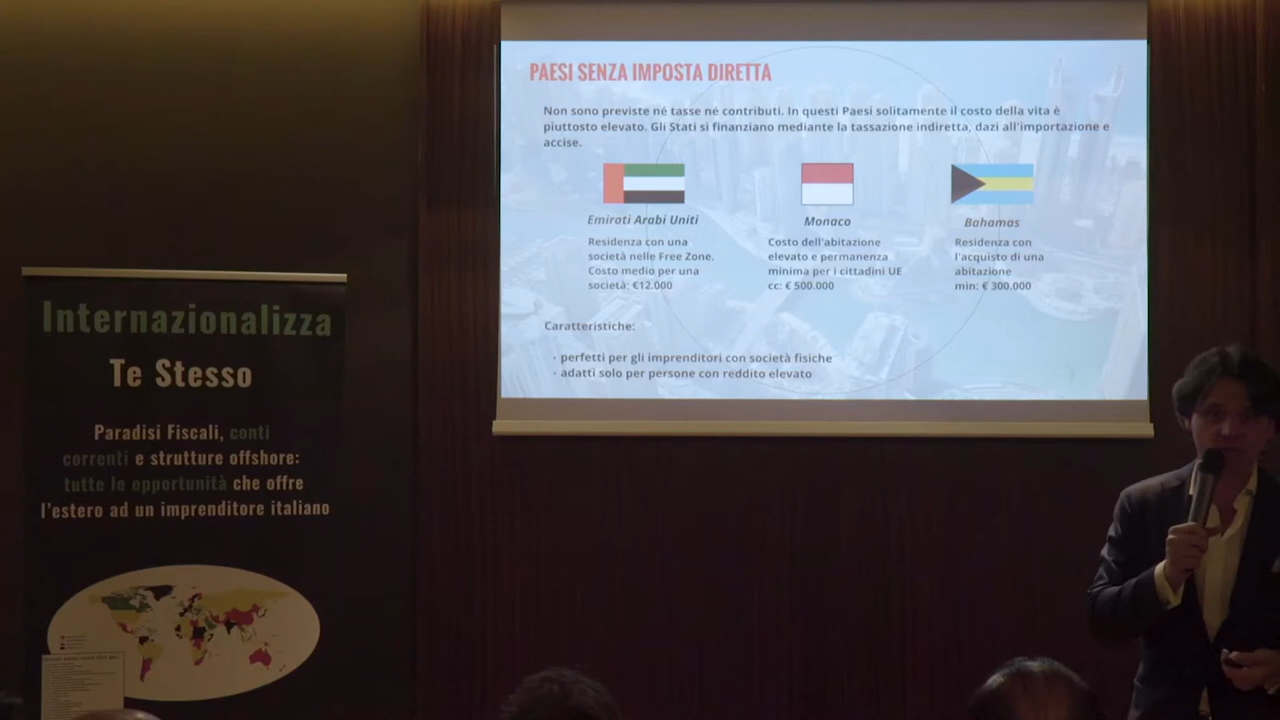 PAESI SENZA IMPOSTA DIRETTA
Non sono previste né tasse né contributi. In questi Paesi solitamente il costo della vita è
piuttosto elevato. Gli Stati si finanziano mediante la tassazione indiretta, dazi all'importazione e
accise.
Emirati Arabi Uniti
Residenza con una
società nelle Free Zone.
Costo medio per una
società: €12.000
Monaco
Costo dell'abitazione
elevato e permanenza
minima per i cittadini UE
cc: € 500.000
Bahamas
Residenza con
l'acquisto di una
abitazione
min: € 300.000
Caratteristiche:
- perfetti per gli imprenditori con società fisiche
- adatti solo per persone con reddito elevato
Internazionalizza
Te Stesso
Paradisi Fiscali, conti
correnti e strutture offshore:
tutte le opportunità che offre
l'estero ad un imprenditore italiano